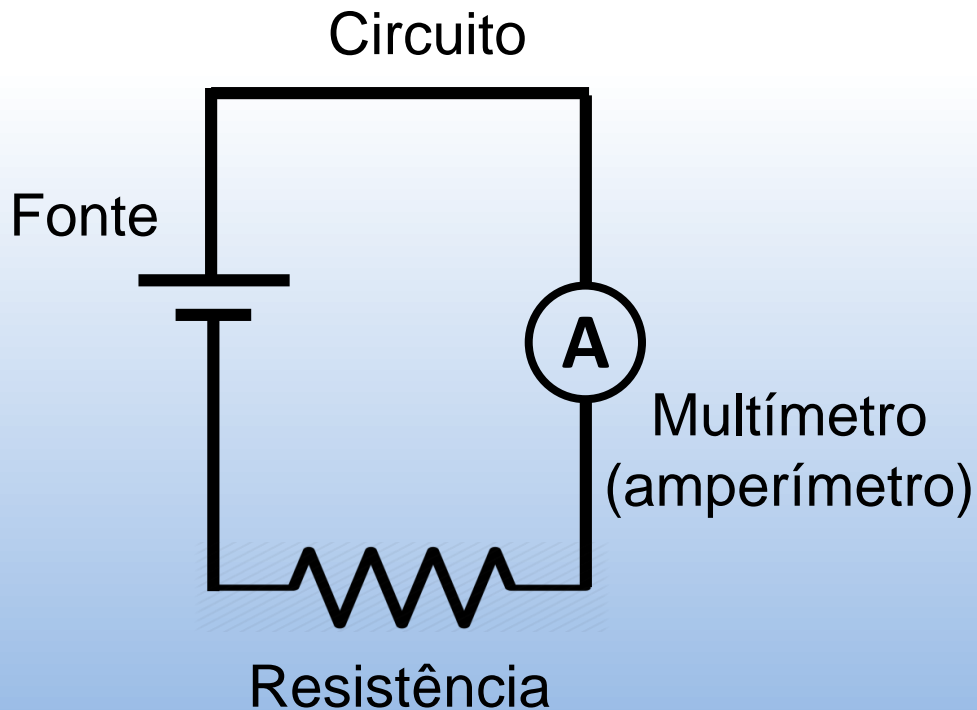 Circuito
Fonte
A
Multímetro
(amperímetro)
Resistência